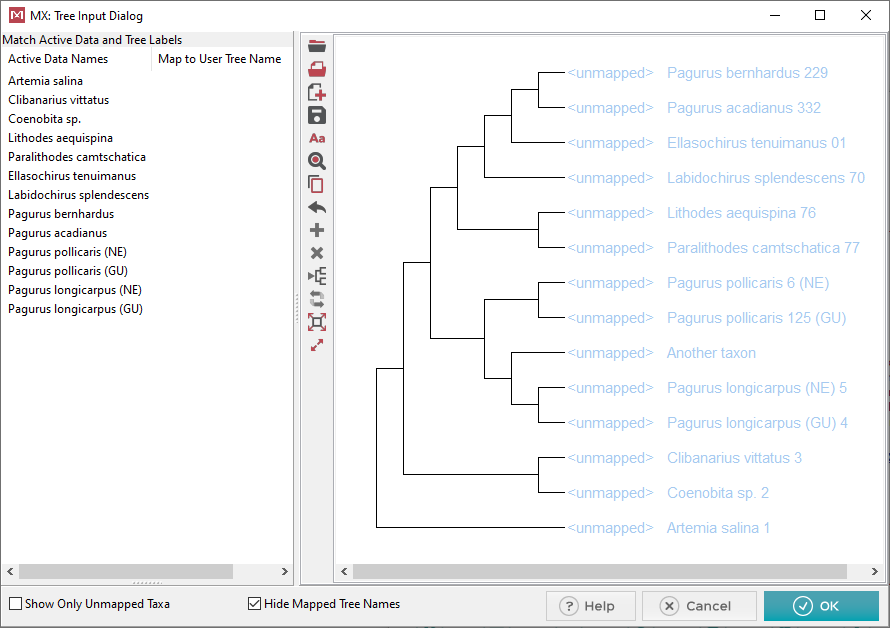 MX: Tree Input Dialog
Match Active Data and Tree Labels
Active Data Names Map to User Tree Name
Artemia salina
Clibanarius vittatus
Coenobita sp.
Lithodes aequispina
Paralithodes camtschatica
Ellasochirus tenuimanus
Labidochirus splendescens
Pagurus bernhardus
Pagurus acadianus
Pagurus pollicaris (NE)
Pagurus pollicaris (GU)
Pagurus longicarpus (NE)
Pagurus longicarpus (GU)
Aa
<unmapped> Pagurus bernhardus 229
<unmapped> Pagurus acadianus 332
<unmapped> Ellasochirus tenuimanus 01
<unmapped> Labidochirus splendescens 70
<unmapped> Lithodes aequispina 76
<unmapped> Paralithodes camtschatica 77
<unmapped> Pagurus pollicaris 6 (NE)
<unmapped> Pagurus pollicaris 125 (GU)
<unmapped> Another taxon
<unmapped> Pagurus longicarpus (NE) 5
<unmapped> Pagurus longicarpus (GU) 4
<unmapped> Clibanarius vittatus 3
<unmapped> Coenobita sp. 2
<unmapped> Artemia salina 1
Show Only Unmapped Taxa Hide Mapped Tree Names ? Help Cancel OK